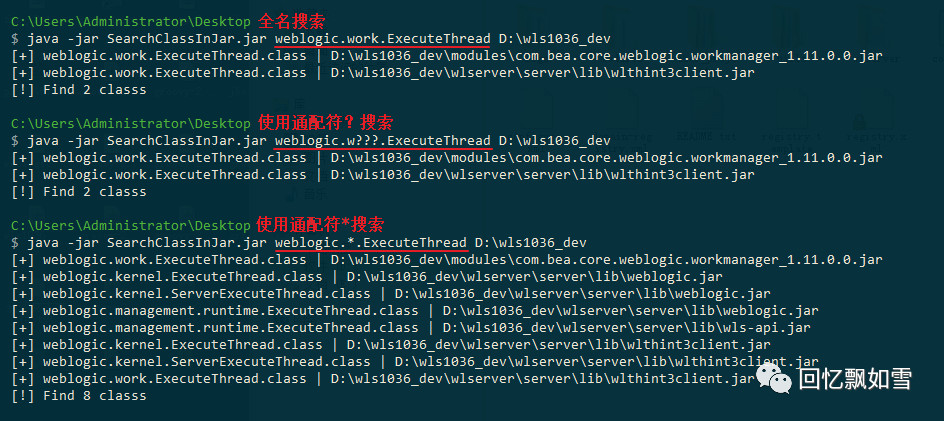 C:\Users\Administrator\Desktop 全名搜索
$ java -jar SearchClassInJar.jar weblogic.work.ExecuteThread D:\wls1036_dev
[+] weblogic.work.ExecuteThread.class | D:\wls1036_dev\modules\com.bea.core.weblogic.workmanager_1.11.0.0.jar
[+] weblogic.work.ExecuteThread.class | D:\wls1036_dev\wlserver\server\lib\wlthint3client.jar
[!] Find 2 classs
C:\Users\Administrator\Desktop 使用通配符?搜索
$ java -jar SearchClassInJar.jar weblogic.w???.ExecuteThread D:\wls1036_dev
[+] weblogic.work.ExecuteThread.class | D:\wls1036_dev\modules\com.bea.core.weblogic.workmanager_1.11.0.0.jar
[+] weblogic.work.ExecuteThread.class | D:\wls1036_dev\wlserver\server\lib\wlthint3client.jar
[!] Find 2 classs
C:\Users\Administrator\Desktop 使用通配符*搜索
$ java -jar SearchClassInJar.jar weblogic.*.ExecuteThread D:\wls1036_dev
[+] weblogic.work.ExecuteThread.class | D:\wls1036_dev\modules\com.bea.core.weblogic.workmanager_1.11.0.0.jar
[+] weblogic.kernel.ExecuteThread.class | D:\wls1036_dev\wlserver\server\lib\weblogic.jar
[+] weblogic.kernel.ServerExecuteThread.class | D:\wls1036_dev\wlserver\server\lib\weblogic.jar
[+] weblogic.management.runtime.ExecuteThread.class | D:\wls1036_dev\wlserver\server\lib\weblogic.jar
[+] weblogic.management.runtime.ExecuteThread.class | D:\wls1036_dev\wlserver\server\lib\wls-api.jar
[+] weblogic.kernel.ExecuteThread.class | D:\wls1036_dev\wlserver\server\lib\wlthint3client.jar
[+] weblogic.kernel.ServerExecuteThread.class | D:\wls1036_dev\wlserver\server\lib\wlthint3client.jar
[+] weblogic.work.ExecuteThread.class | D:\wls1036_dev\wlserver\server\lib\wlthint3client.jar
[!] Find 8 classs
回忆飘如雪